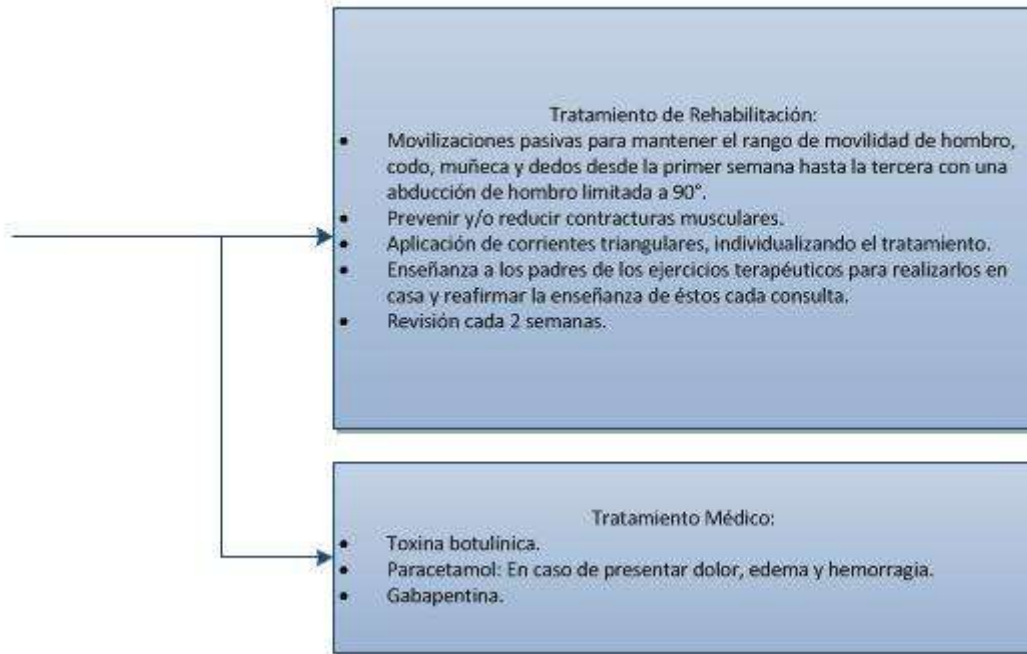 Tratamiento de Rehabilitación:
• Movilizaciones pasivas para mantener el rango de movilidad de hombro,
codo, muñeca y dedos desde la primer semana hasta la tercera con una
abducción de hombro limitada a 90°.
• Prevenir y/o reducir contracturas musculares.
• Aplicación de corrientes triangulares, individualizando el tratamiento.
• Enseñanza a los padres de los ejercicios terapéuticos para realizarlos en
casa y reafirmar la enseñanza de éstos cada consulta.
• Revisión cada 2 semanas.
Tratamiento Médico:
• Toxina botulínica.
• Paracetamol: En caso de presentar dolor, edema y hemorragia.
• Gabapentina.